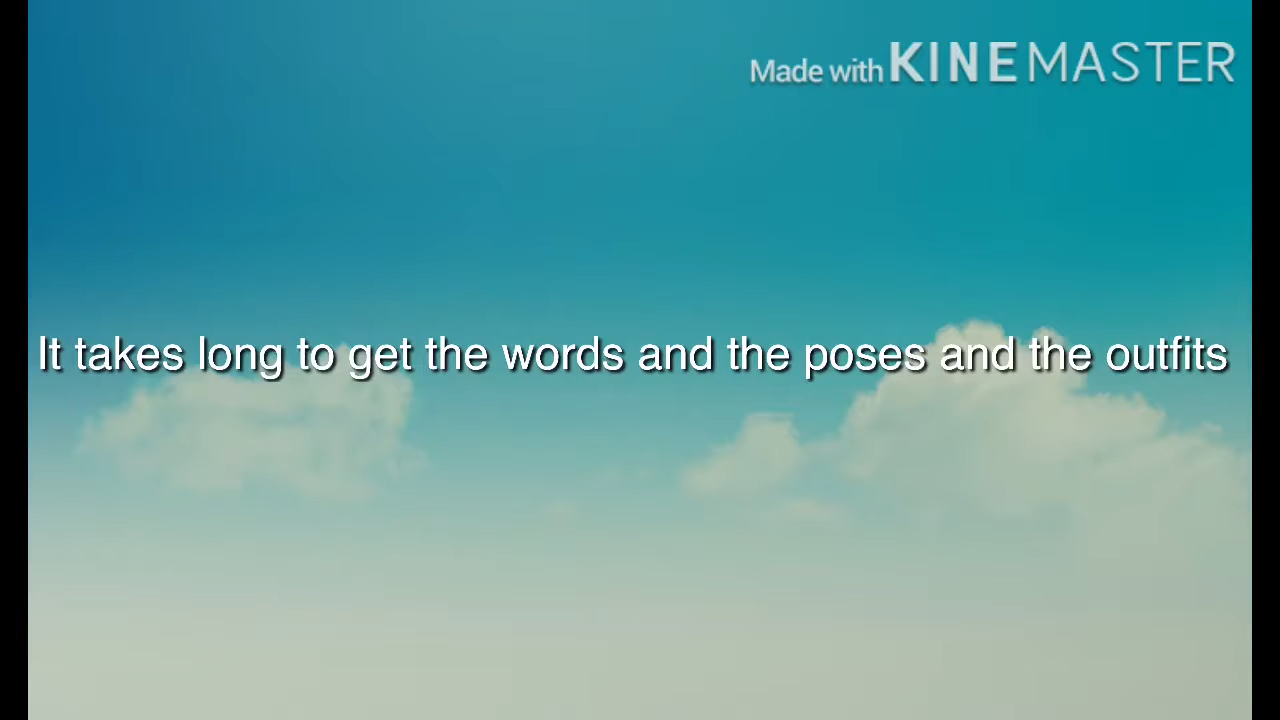 Made with KINEMASTER
It takes long to get the words and the poses and the outfits